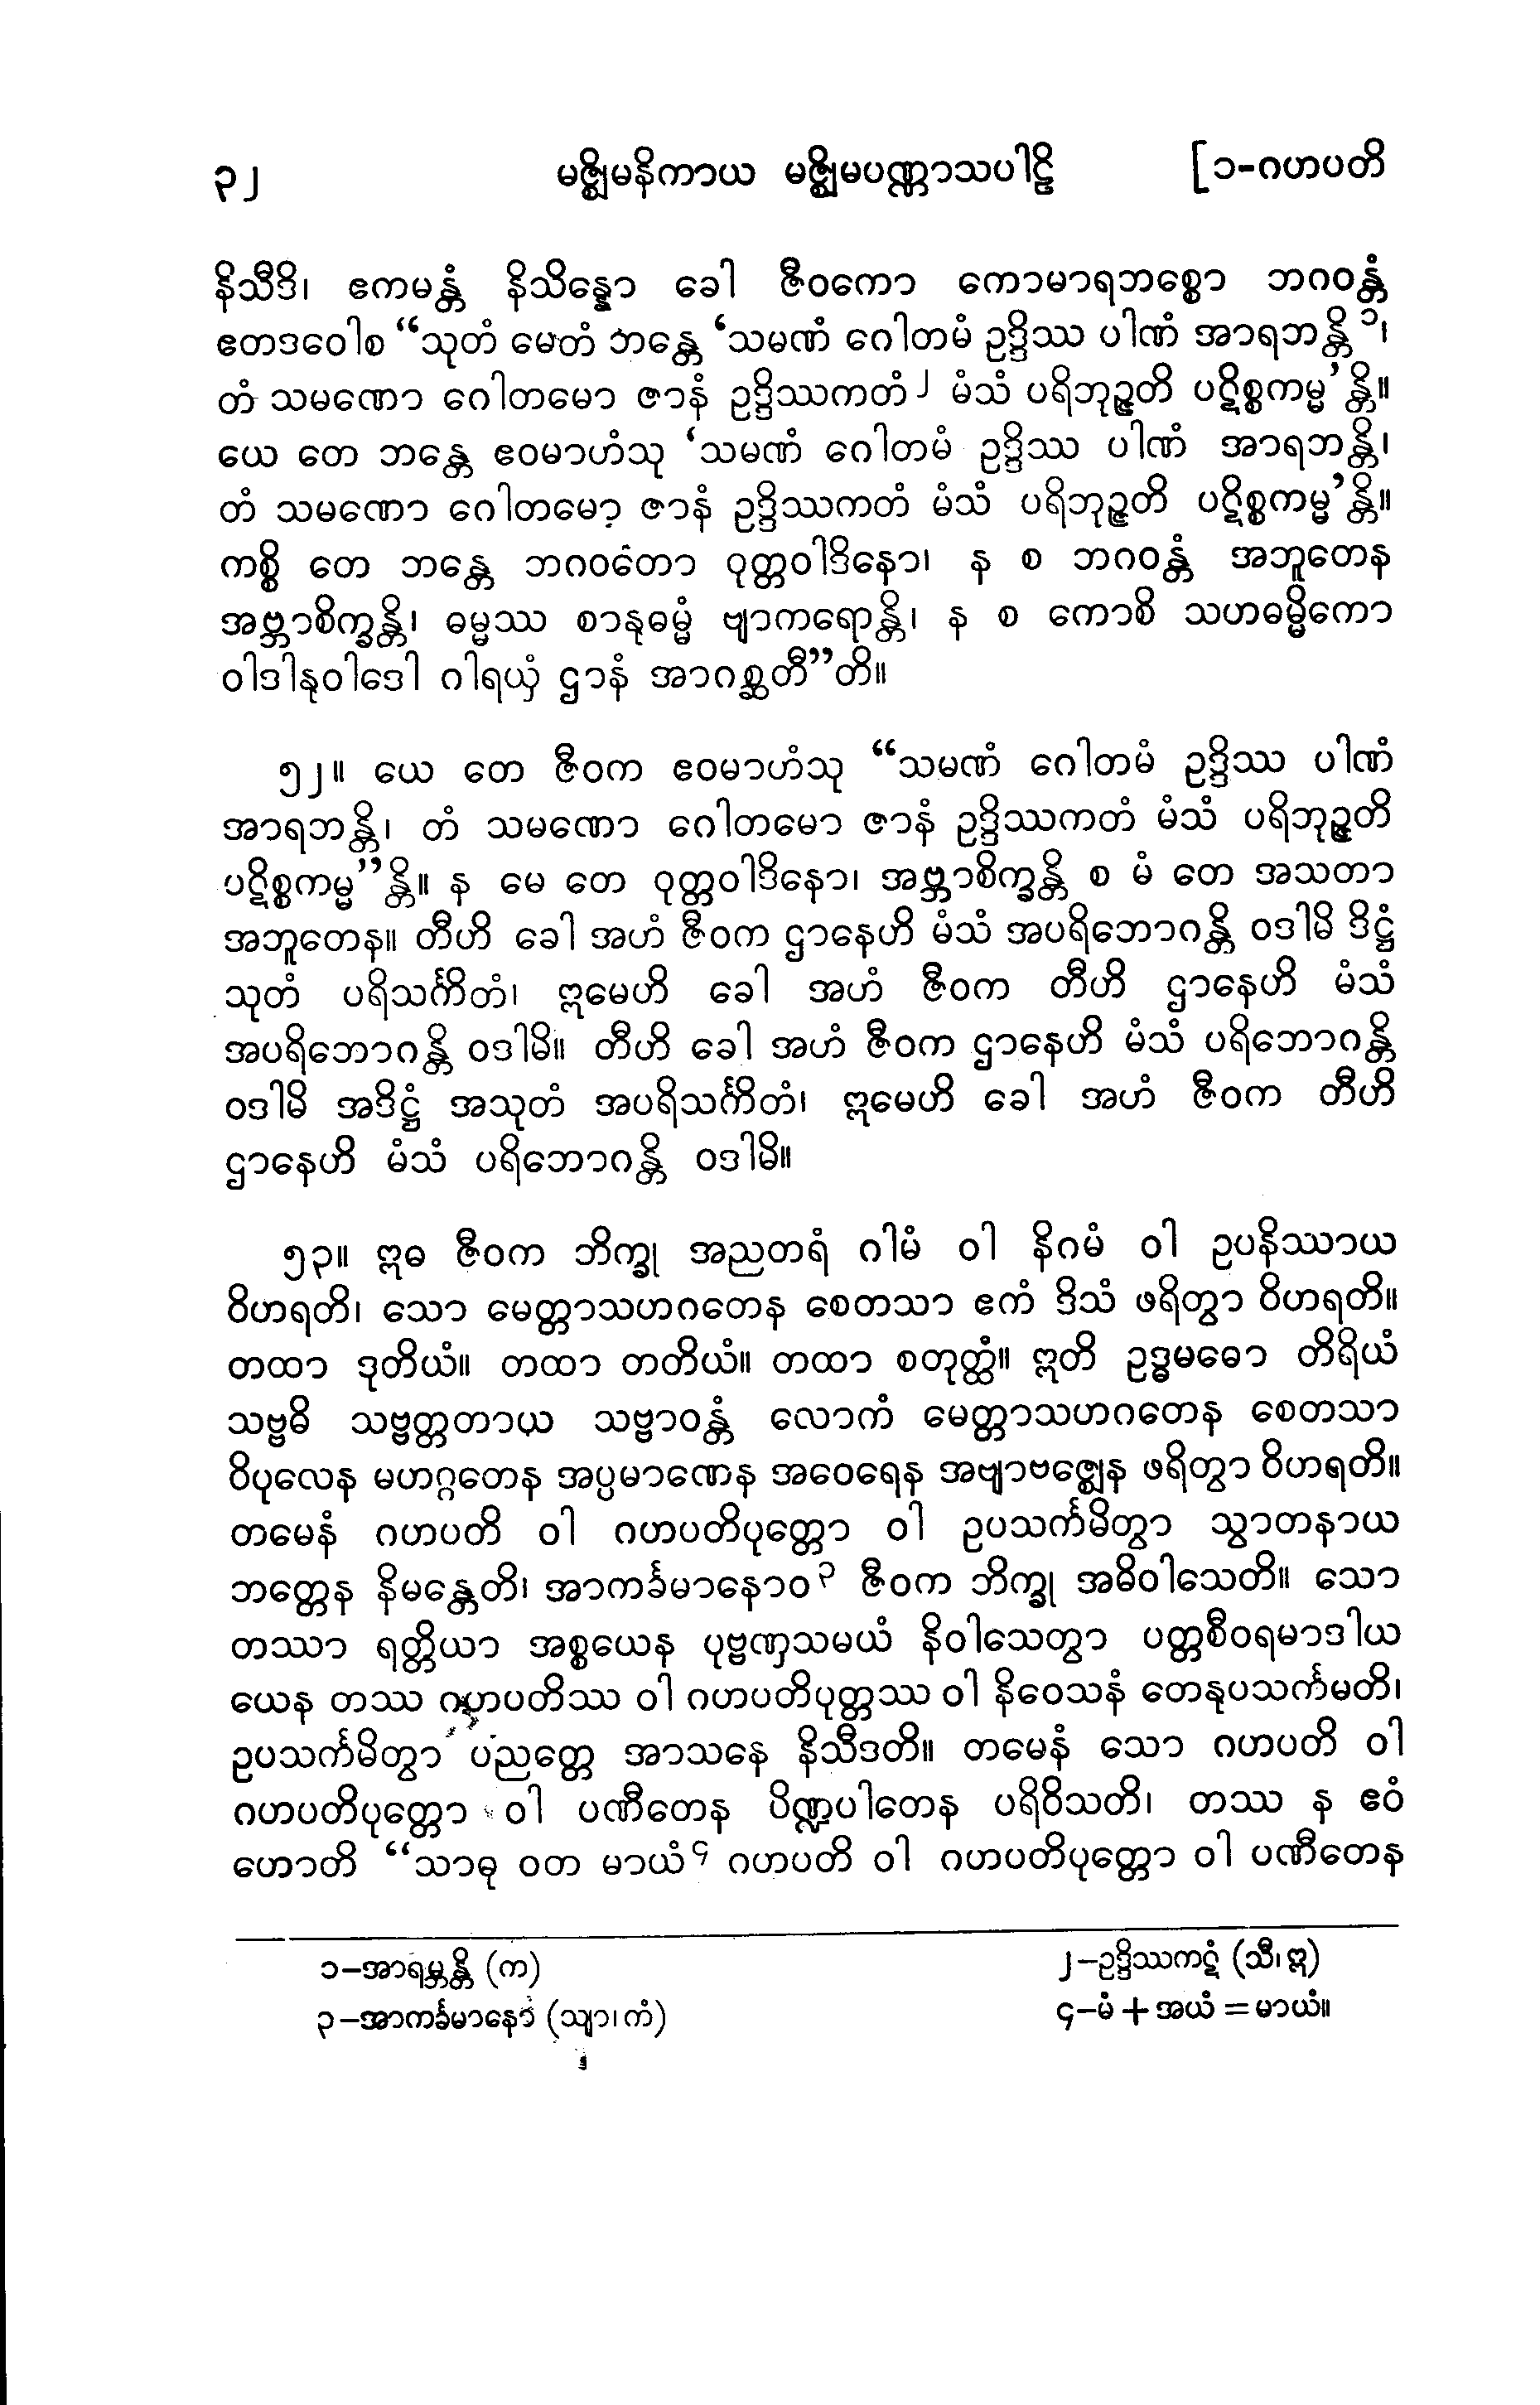 ၃၂ မဇ္ဈိမနိကာယ မဇ္ဈိမပဏ္ဏာသပါဠိ [၁-ဂဟပတိ
နိသီဒိ၊ ဧကမန္တံ နိသိန္နော ခေါ ဇီဝကော ကောမာရဘစ္စော ဘဂဝန္တံ
ဧတဒဝေါစ “သုတံ မေတံ ဘန္တေ ‘သမဏံ ဂေါတမံ ဥဒ္ဒိဿ ပါဏံ အာရဘန္တိ ၁၊
တံ သမဏော ဂေါတမော ဇာနံ ဥဒ္ဒိဿကတံ ၂ မံသံ ပရိဘုဉ္ဇတိ ပဋိစ္စကမ္မ’န္တိ။
ယေ တေ ဘန္တေ ဧဝမာဟံသု ‘သမဏံ ဂေါတမံ ဥဒ္ဒိဿ ပါဏံ အာရဘန္တိ၊
တံ သမဏော ဂေါတမော ဇာနံ ဥဒ္ဒိဿကတံ မံသံ ပရိဘုဉ္ဇတိ ပဋိစ္စကမ္မ’န္တိ။
ကစ္စိ တေ ဘန္တေ ဘဂဝတော ဝုတ္တဝါဒိနော၊ န စ ဘဂဝန္တံ အဘူတေန
အဗ္ဘာစိက္ခန္တိ၊ ဓမ္မဿ စာနုဓမ္မံ ဗျာကရောန္တိ၊ န စ ကောစိ သဟဓမ္မိကော
ဝါဒါနုဝါဒေါ ဂါရယှံ ဌာနံ အာဂစ္ဆတီ”တိ။
၅၂။ ယေ တေ ဇီဝက ဧဝမာဟံသု “သမဏံ ဂေါတမံ ဥဒ္ဒိဿ ပါဏံ
အာရဘန္တိ၊ တံ သမဏော ဂေါတမော ဇာနံ ဥဒ္ဒိဿကတံ မံသံ ပရိဘုဉ္ဇတိ
ပဋိစ္စကမ္မ”န္တိ။ န မေ တေ ဝုတ္တဝါဒိနော၊ အဗ္ဘာစိက္ခန္တိ စ မံ တေ အသတာ
အဘူတေန။ တီဟိ ခေါ အဟံ ဇီဝက ဌာနေဟိ မံသံ အပရိဘောဂန္တိ ဝဒါမိ ဒိဋ္ဌံ
သုတံ ပရိသင်္ကိတံ၊ ဣမေဟိ ခေါ အဟံ ဇီဝက တီဟိ ဌာနေဟိ မံသံ
အပရိဘောဂန္တိ ဝဒါမိ။ တီဟိ ခေါ အဟံ ဇီဝက ဌာနေဟိ မံသံ ပရိဘောဂန္တိ
ဝဒါမိ အဒိဋ္ဌံ အသုတံ အပရိသင်္ကိတံ၊ ဣမေဟိ ခေါ အဟံ ဇီဝက တီဟိ
ဌာနေဟိ မံသံ ပရိဘောဂန္တိ ဝဒါမိ။
၅၃။ ဣဓ ဇီဝက ဘိက္ခု အညတရံ ဂါမံ ဝါ နိဂမံ ဝါ ဥပနိဿာယ
ဝိဟရတိ၊ သော မေတ္တာသဟဂတေန စေတသာ ဧကံ ဒိသံ ဖရိတွာ ဝိဟရတိ။
တထာ ဒုတိယံ။ တထာ တတိယံ။ တထာ စတုတ္ထံ။ ဣတိ ဥဒ္ဓမဓော တိရိယံ
သဗ္ဗဓိ သဗ္ဗတ္တတာယ သဗ္ဗာဝန္တံ လောကံ မေတ္တာသဟဂတေန စေတသာ
ဝိပုလေန မဟဂ္ဂတေန အပ္ပမာဏေန အဝေရေန အဗျာဗဇ္ဈေန ဖရိတွာ ဝိဟရတိ။
တမေနံ ဂဟပတိ ဝါ ဂဟပတိပုတ္တော ဝါ ဥပသင်္ကမိတွာ သွာတနာယ
ဘတ္တေန နိမန္တေတိ၊ အာကင်္ခမာနောဝ ၃ ဇီဝက ဘိက္ခု အဓိဝါသေတိ။ သော
တဿာ ရတ္တိယာ အစ္စယေန ပုဗ္ဗဏှသမယံ နိဝါသေတွာ ပတ္တစီဝရမာဒါယ
ယေန တဿ ဂဟပတိဿ ဝါ ဂဟပတိပုတ္တဿ ဝါ နိဝေသနံ တေနုပသင်္ကမတိ၊
ဥပသင်္ကမိတွာ ပညတ္တေ အာသနေ နိသီဒတိ။ တမေနံ သော ဂဟပတိ ဝါ
ဂဟပတိပုတ္တော ဝါ ပဏီတေန ပိဏ္ဍပါတေန ပရိဝိသတိ၊ တဿ န ဧဝံ
ဟောတိ “သာဓု ဝတ မာယံ ၄ ဂဟပတိ ဝါ ဂဟပတိပုတ္တော ဝါ ပဏီတေန
၁–အာရမ္ဘန္တိ (က) ၂–ဥဒ္ဒိဿကဋံ (သီ၊ ဣ)
၃–အာကင်္ခမာနော (သျာ၊ ကံ) ၄–မံ + အယံ = မာယံ။